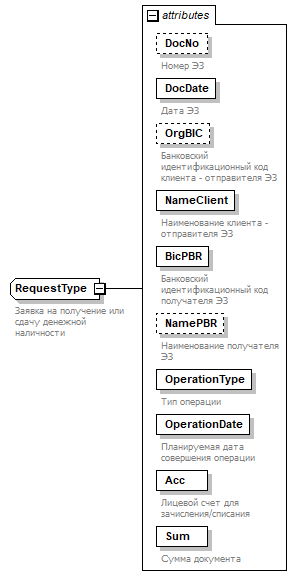 attributes
DocNo
Номер ЭЗ
DocDate
Дата ЭЗ
OrgBIC
Банковский
идентификационный код
клиента - отправителя ЭЗ
NameClient
Наименование клиента -
отправителя ЭЗ
BicPBR
Банковский
идентификационный код
получателя ЭЗ
RequestType
Заявка на получение или
сдачу денежной
наличности
NamePBR
Наименование получателя
ЭЗ
OperationType
Тип операции
OperationDate
Планируемая дата
совершения операции
Acc
Лицевой счет для
зачисления/списания
Sum
Сумма документа